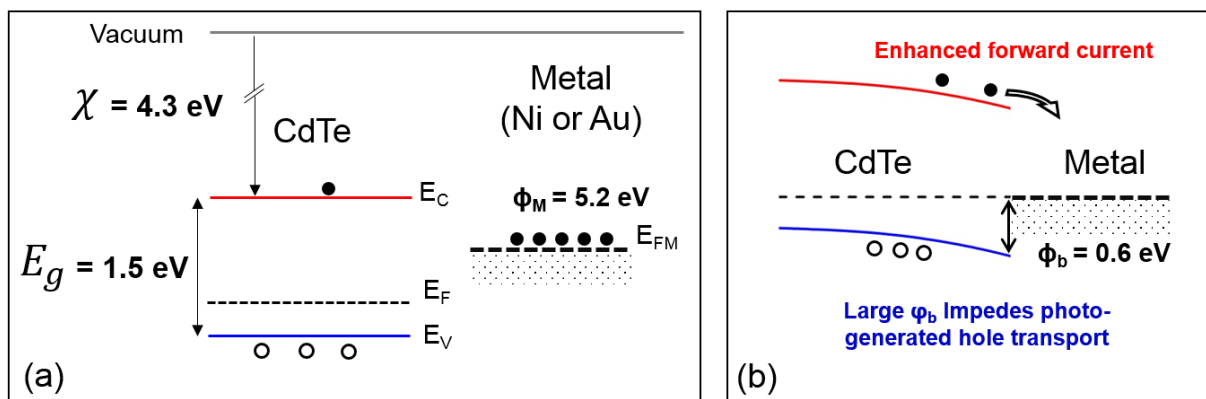 Vacuum
χ = 4.3 eV
CdTe
Metal
(Ni or Au)
E_C
ϕ_M = 5.2 eV
E_FM
E_g = 1.5 eV
E_F
E_V
(a)
Enhanced forward current
CdTe
Metal
ϕ_b = 0.6 eV
Large φ_b Impedes photo-
generated hole transport
(b)